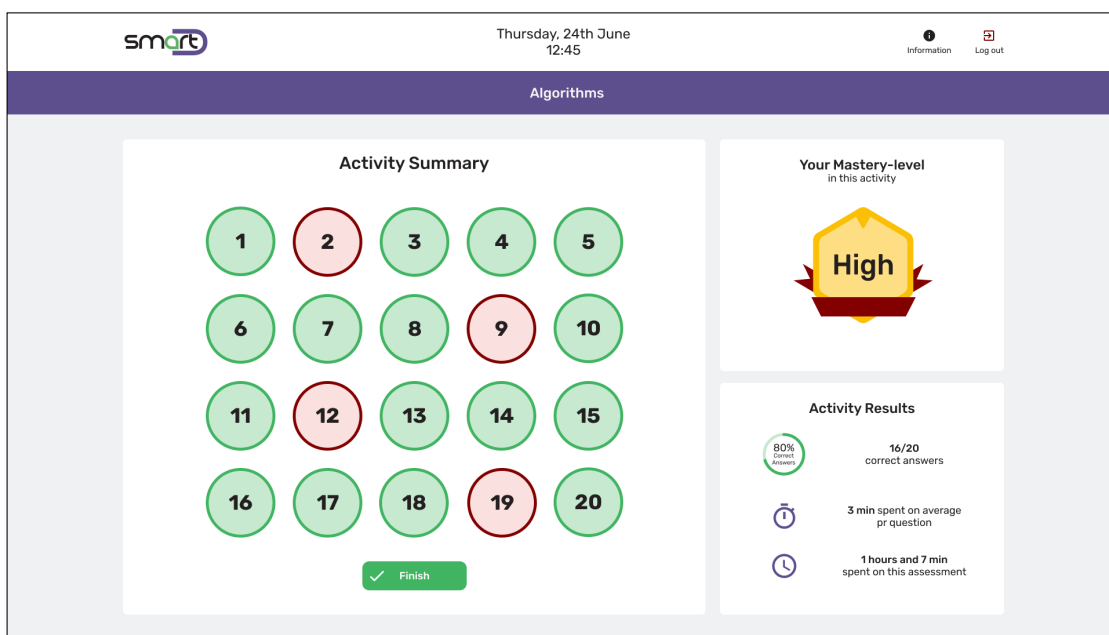 smart
Thursday, 24th June
12:45
Information
Log out
Algorithms
Activity Summary
1 2 3 4 5
6 7 8 9 10
11 12 13 14 15
16 17 18 19 20
Finish
Your Mastery-level
in this activity
High
Activity Results
80%
Correct
Answers
16/20
correct answers
3 min spent on average
pr question
1 hours and 7 min
spent on this assessment